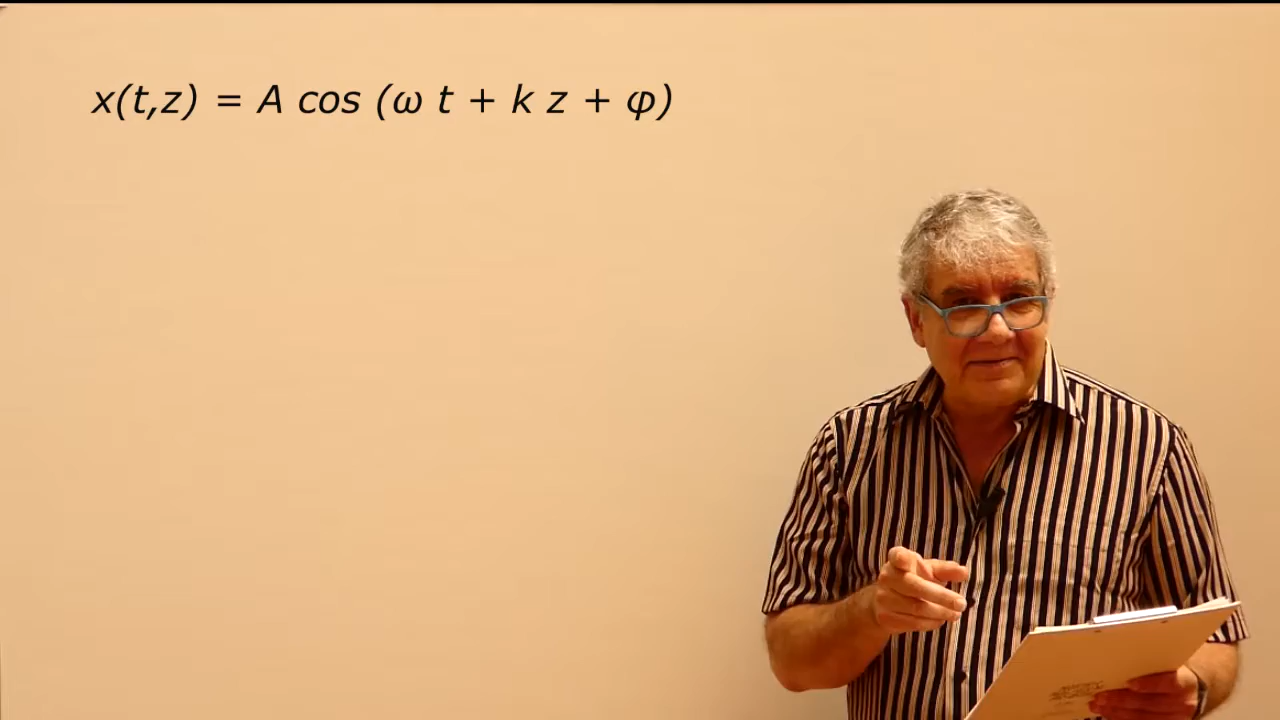 x(t,z) = A cos (ω t + k z + φ)